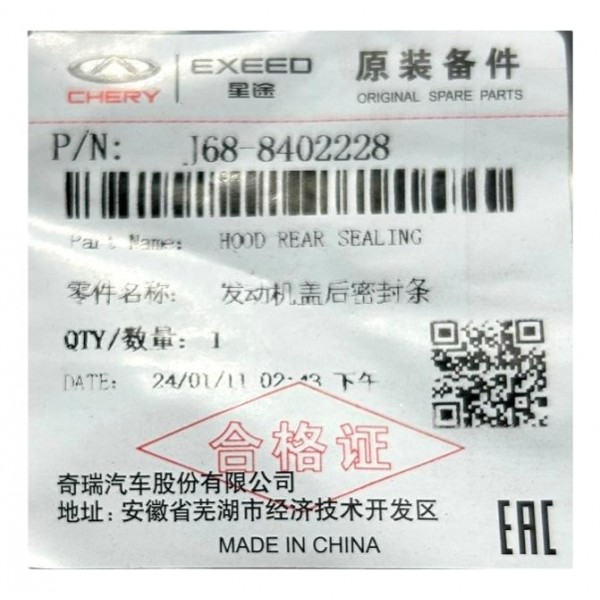 CHERY EXEED 星途 原装备件
ORIGINAL SPARE PARTS
P/N: J68-8402228
Part Name: HOOD REAR SEALING
零件名称: 发动机盖后密封条
QTY/数量: 1
DATE: 24/01/11 02:43 下午
合格证
奇瑞汽车股份有限公司
地址: 安徽省芜湖市经济技术开发区
MADE IN CHINA
EAC